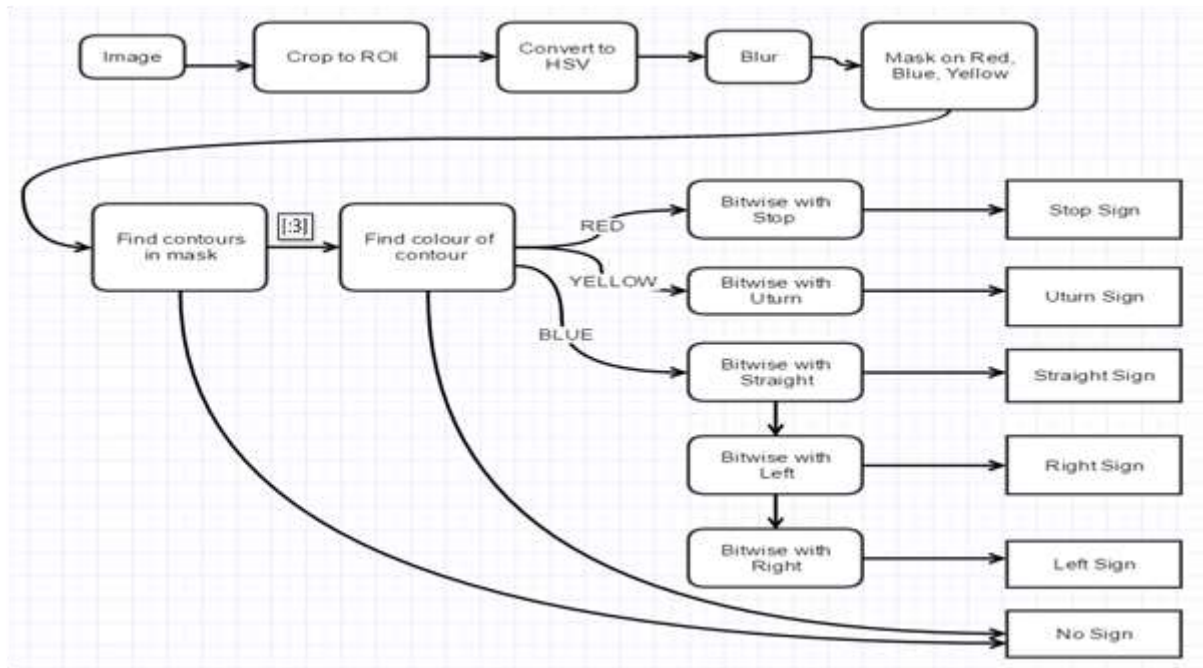 Image
Crop to ROI
Convert to
HSV
Blur
Mask on Red,
Blue, Yellow
Find contours
in mask
[:3]
Find colour of
contour
RED
YELLOW
BLUE
Bitwise with
Stop
Stop Sign
Bitwise with
Uturn
Uturn Sign
Bitwise with
Straight
Straight Sign
Bitwise with
Left
Right Sign
Bitwise with
Right
Left Sign
No Sign